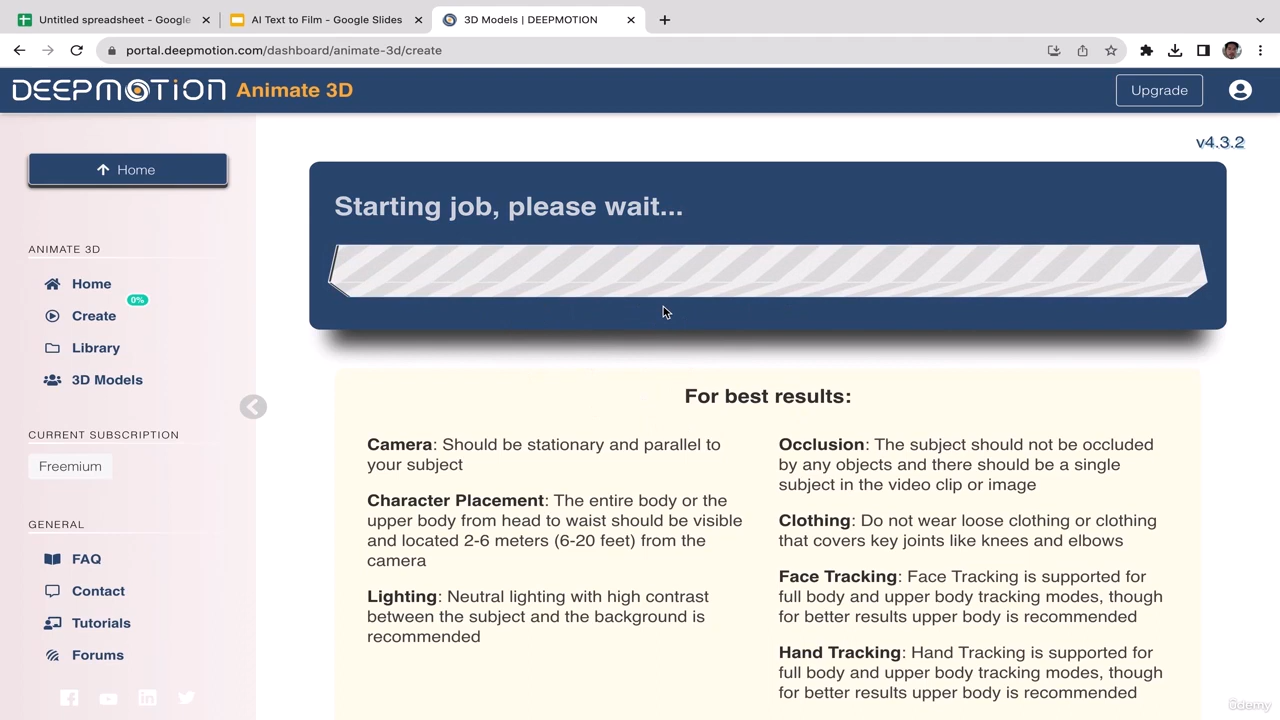 Untitled spreadsheet - Google
AI Text to Film - Google Slides
3D Models | DEEPMOTION
portal.deepmotion.com/dashboard/animate-3d/create
DEEPMOTION Animate 3D
Upgrade
v4.3.2
Home
ANIMATE 3D
Home
0%
Create
Library
3D Models
CURRENT SUBSCRIPTION
Freemium
GENERAL
FAQ
Contact
Tutorials
Forums
Starting job, please wait...
For best results:
Camera: Should be stationary and parallel to
your subject
Character Placement: The entire body or the
upper body from head to waist should be visible
and located 2-6 meters (6-20 feet) from the
camera
Lighting: Neutral lighting with high contrast
between the subject and the background is
recommended
Occlusion: The subject should not be occluded
by any objects and there should be a single
subject in the video clip or image
Clothing: Do not wear loose clothing or clothing
that covers key joints like knees and elbows
Face Tracking: Face Tracking is supported for
full body and upper body tracking modes, though
for better results upper body is recommended
Hand Tracking: Hand Tracking is supported for
full body and upper body tracking modes, though
for better results upper body is recommended
ûdemy